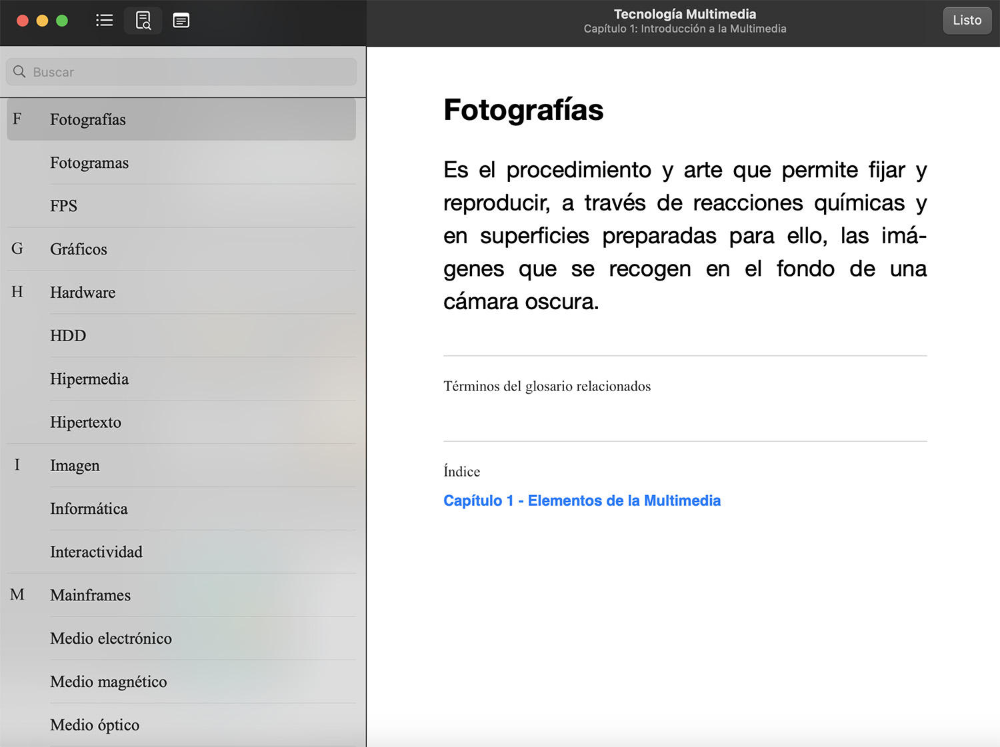 Tecnología Multimedia
Capítulo 1: Introducción a la Multimedia
Listo
Buscar
F Fotografías
Fotogramas
FPS
G Gráficos
H Hardware
HDD
Hipermedia
Hipertexto
I Imagen
Informática
Interactividad
M Mainframes
Medio electrónico
Medio magnético
Medio óptico
Fotografías
Es el procedimiento y arte que permite fijar y
reproducir, a través de reacciones químicas y
en superficies preparadas para ello, las imá-
genes que se recogen en el fondo de una
cámara oscura.
Términos del glosario relacionados
Índice
Capítulo 1 - Elementos de la Multimedia